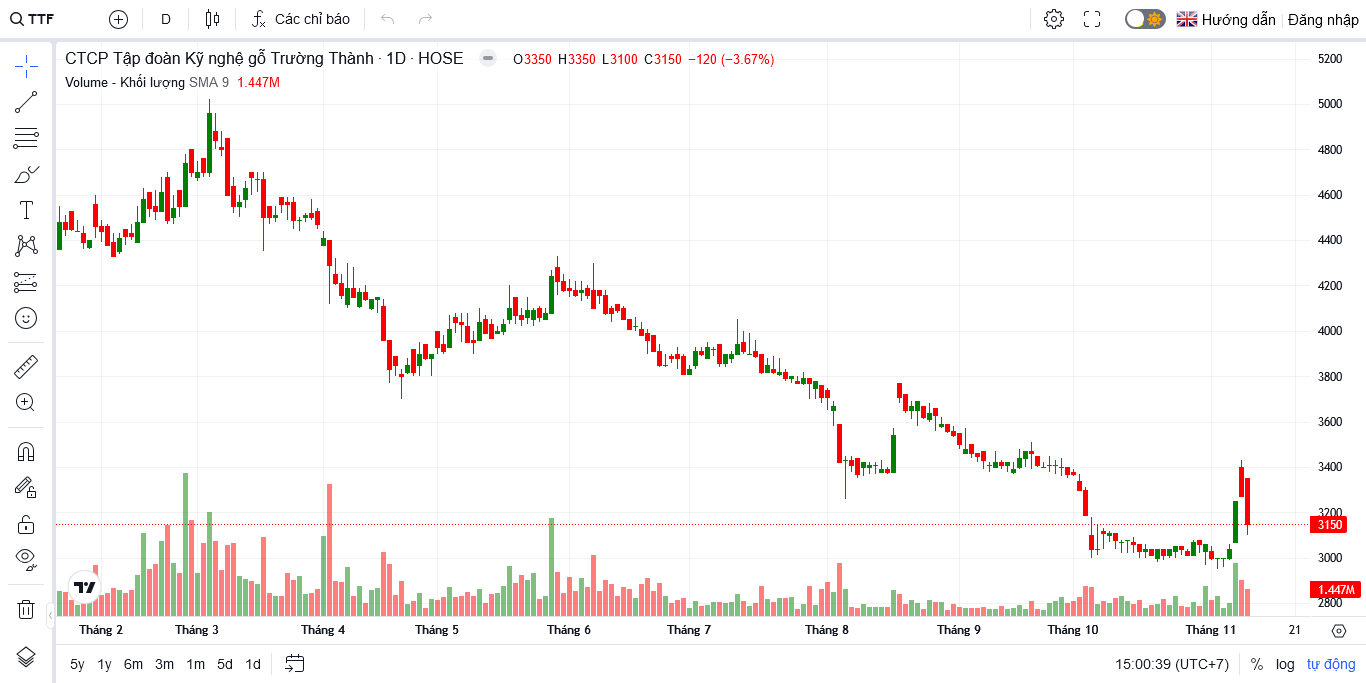 TTF D Các chỉ báo Hướng dẫn Đăng nhập
CTCP Tập đoàn Kỹ nghệ gỗ Trường Thành · 1D · HOSE O3350 H3350 L3100 C3150 −120 (−3.67%)
Volume - Khối lượng SMA 9 1.447M
5200
5000
4800
4600
4400
4200
4000
3800
3600
3400
3200
3150
3000
1.447M
2800
Tháng 2 Tháng 3 Tháng 4 Tháng 5 Tháng 6 Tháng 7 Tháng 8 Tháng 9 Tháng 10 Tháng 11 21
5y 1y 6m 3m 1m 5d 1d 15:00:39 (UTC+7) % log tự động